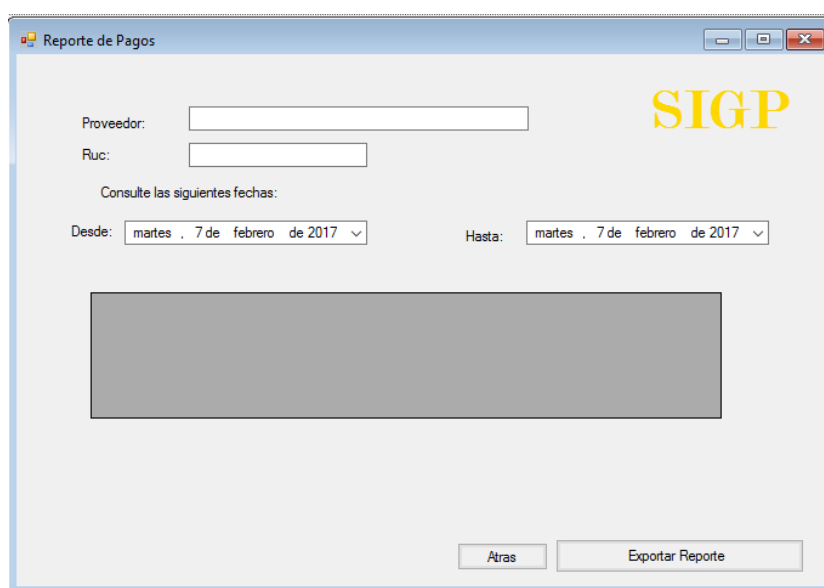 Reporte de Pagos
SIGP
Proveedor:
Ruc:
Consulte las siguientes fechas:
Desde: martes , 7 de febrero de 2017 Hasta: martes , 7 de febrero de 2017
Atras Exportar Reporte